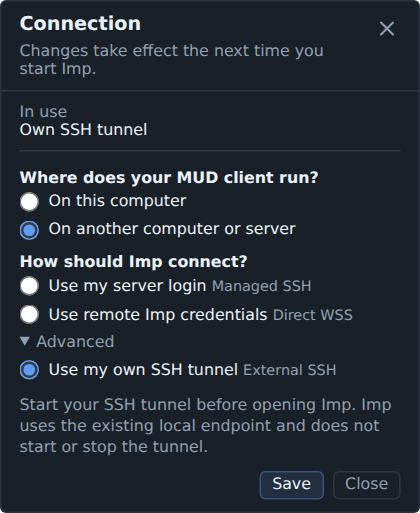 Connection
Changes take effect the next time you
start Imp.
In use
Own SSH tunnel
Where does your MUD client run?
On this computer
On another computer or server
How should Imp connect?
Use my server login Managed SSH
Use remote Imp credentials Direct WSS
Advanced
Use my own SSH tunnel External SSH
Start your SSH tunnel before opening Imp. Imp
uses the existing local endpoint and does not
start or stop the tunnel.
Save Close